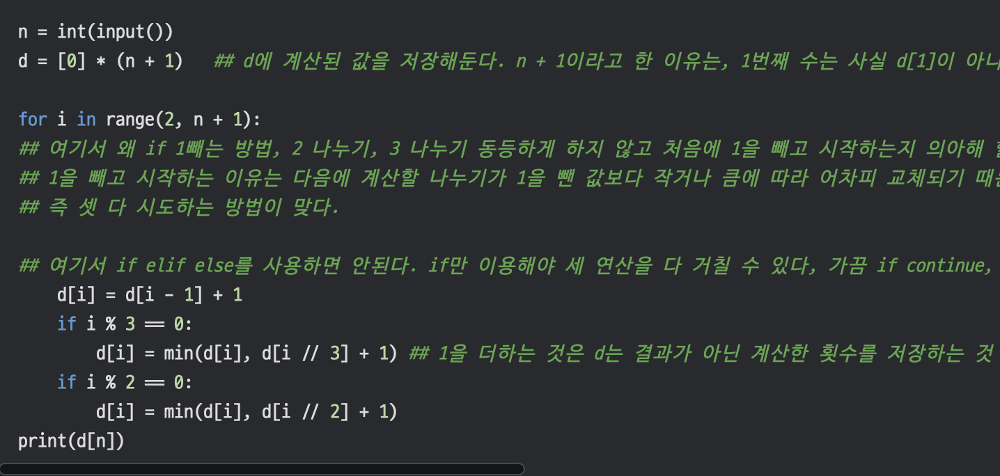 n = int(input())
d = [0] * (n + 1)   ## d에 계산된 값을 저장해둔다. n + 1이라고 한 이유는, 1번째 수는 사실 d[1]이 아니
for i in range(2, n + 1):
## 여기서 왜 if 1빼는 방법, 2 나누기, 3 나누기 동등하게 하지 않고 처음에 1을 빼고 시작하는지 의아해
## 1을 빼고 시작하는 이유는 다음에 계산할 나누기가 1을 뺀 값보다 작거나 큼에 따라 어차피 교체되기
## 즉 셋 다 시도하는 방법이 맞다.
## 여기서 if elif else를 사용하면 안된다. if만 이용해야 세 연산을 다 거칠 수 있다, 가끔 if continue,
    d[i] = d[i - 1] + 1
    if i % 3 == 0:
        d[i] = min(d[i], d[i // 3] + 1) ## 1을 더하는 것은 d는 결과가 아닌 계산한 횟수를 저장하는 것
    if i % 2 == 0:
        d[i] = min(d[i], d[i // 2] + 1)
print(d[n])